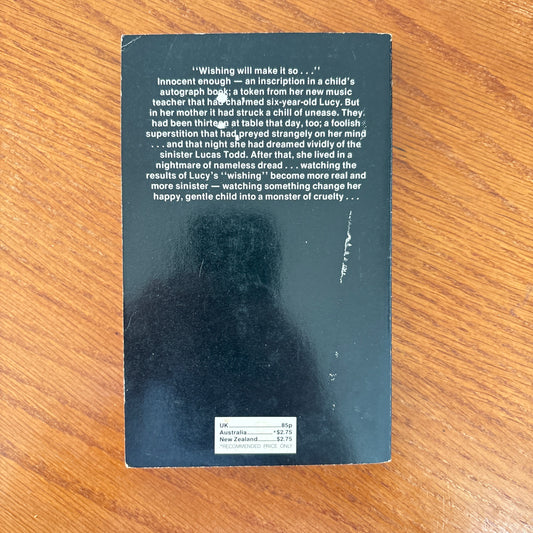 "Wishing will make it so . . ."
Innocent enough — an inscription in a child's
autograph book; a token from her new music
teacher that had charmed six-year-old Lucy. But
in her mother it had struck a chill of unease. They
had been thirteen at table that day, too; a foolish
superstition that had preyed strangely on her mind
. . . and that night she had dreamed vividly of the
sinister Lucas Todd. After that, she lived in a
nightmare of nameless dread . . . watching the
results of Lucy's "wishing" become more real and
more sinister — watching something change her
happy, gentle child into a monster of cruelty . . .
UK..............................85p
Australia..............*$2.75
New Zealand..........$2.75
*RECOMMENDED PRICE ONLY